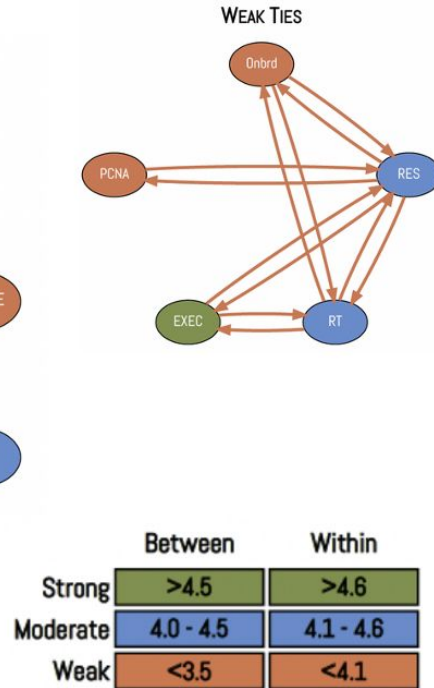 WEAK TIES
Onbrd
PCNA
RES
E
EXEC
RT
Between Within
Strong >4.5 >4.6
Moderate 4.0 - 4.5 4.1 - 4.6
Weak <3.5 <4.1